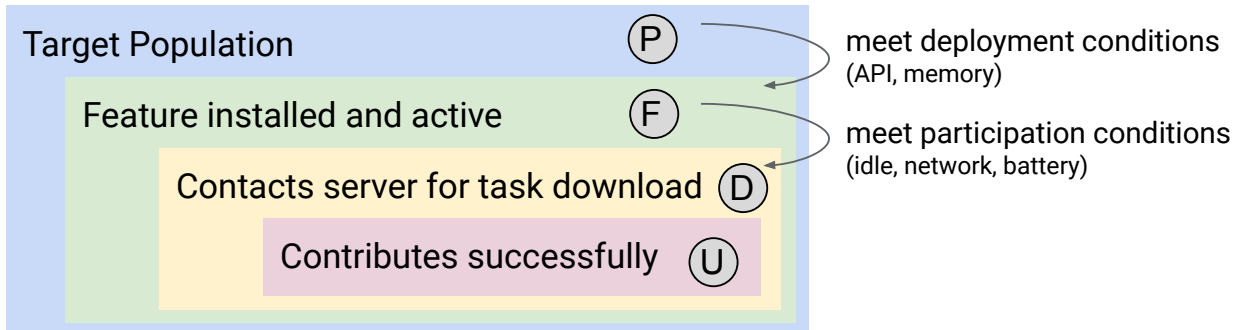 Target Population
P
meet deployment conditions
(API, memory)
Feature installed and active
F
meet participation conditions
(idle, network, battery)
Contacts server for task download
D
Contributes successfully
U